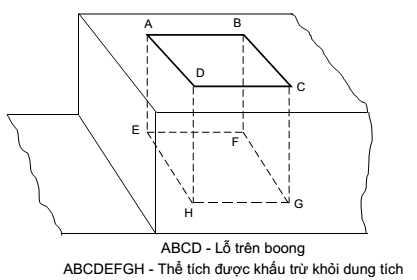 A B
D C
E F
H G
ABCD - Lỗ trên boong
ABCDEFGH - Thể tích được khấu trừ khỏi dung tích